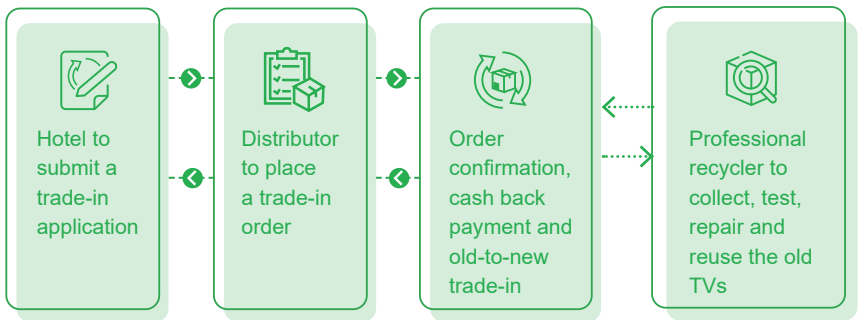 Hotel to
submit a
trade-in
application
Distributor
to place
a trade-in
order
Order
confirmation,
cash back
payment and
old-to-new
trade-in
Professional
recycler to
collect, test,
repair and
reuse the old
TVs